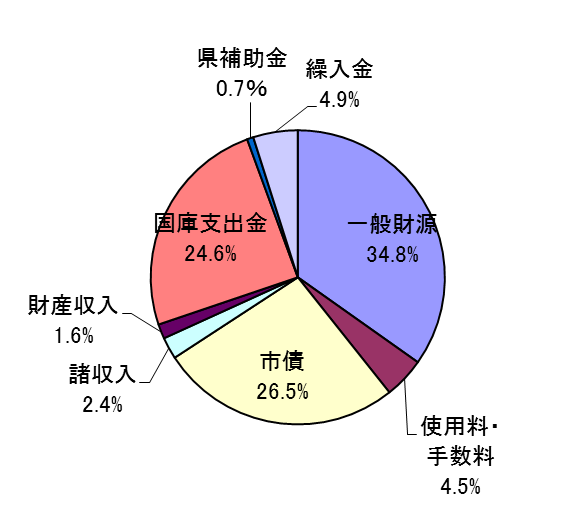 県補助金
0.7%
繰入金
4.9%
国庫支出金
24.6%
一般財源
34.8%
財産収入
1.6%
諸収入
2.4%
市債
26.5%
使用料・
手数料
4.5%